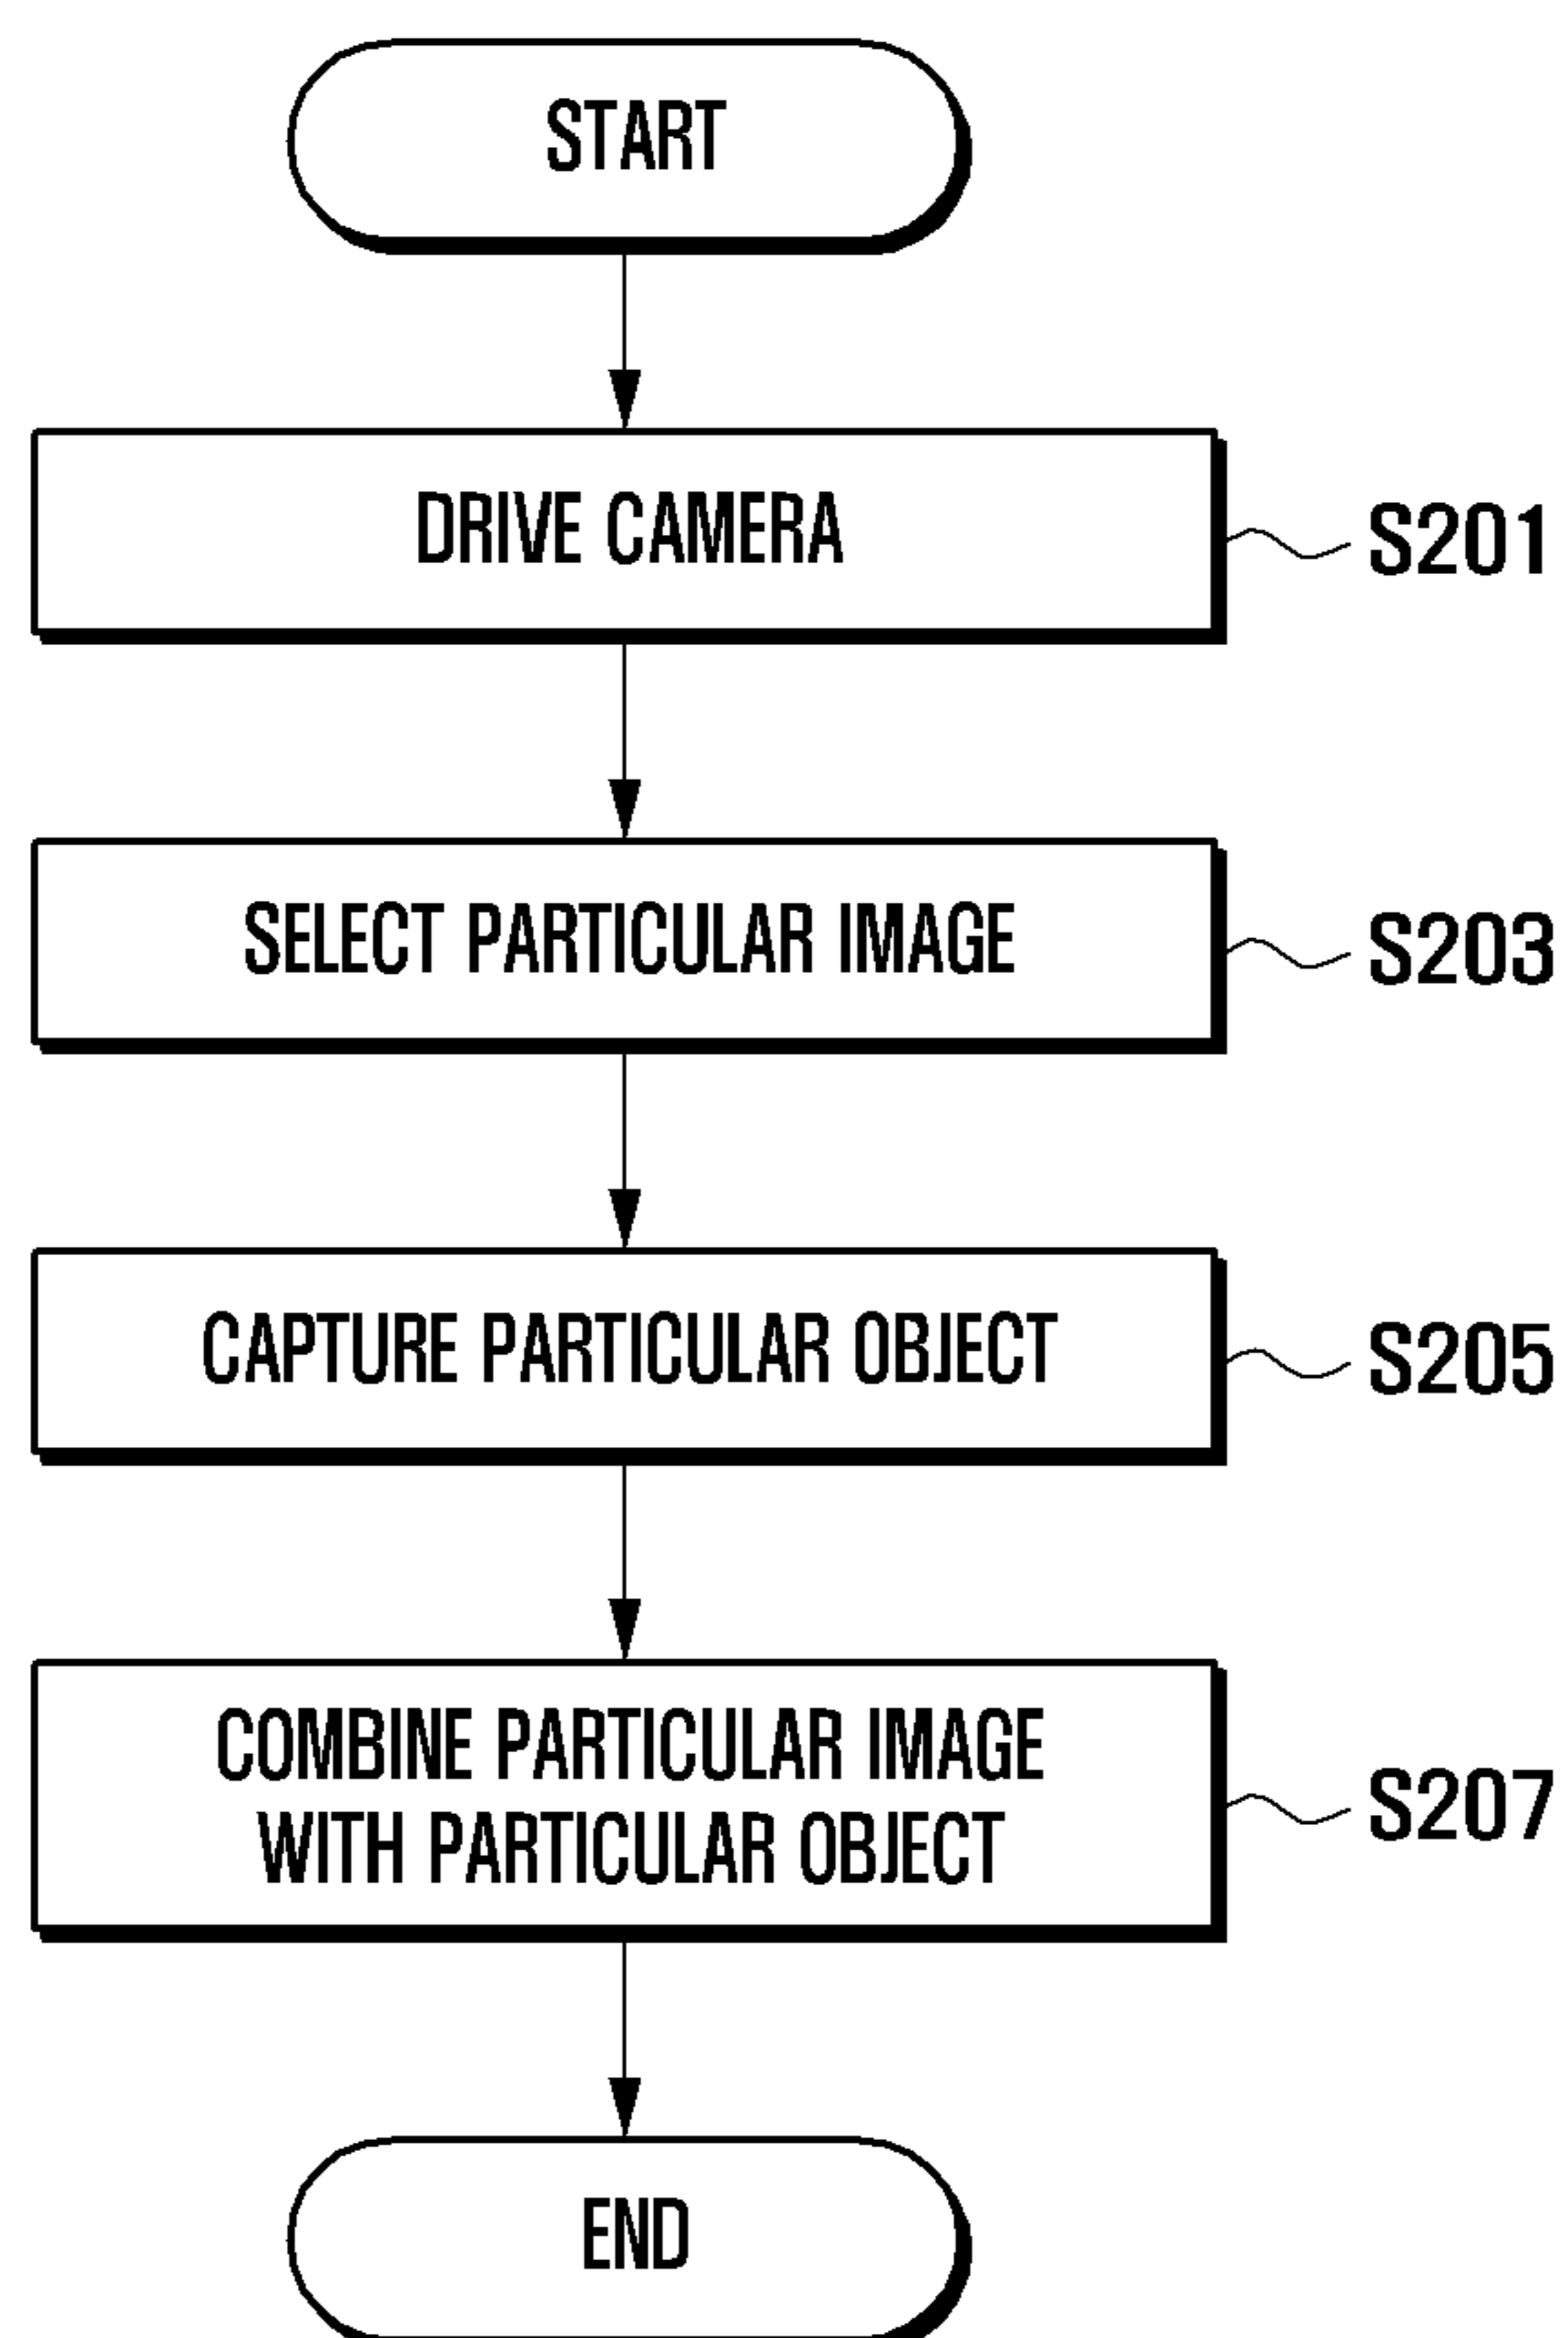 START
DRIVE CAMERA
S201
SELECT PARTICULAR IMAGE
S203
CAPTURE PARTICULAR OBJECT
S205
COMBINE PARTICULAR IMAGE
WITH PARTICULAR OBJECT
S207
END